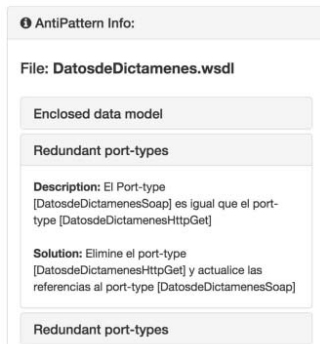 AntiPattern Info:
File: DatosdeDictamenes.wsdl
Enclosed data model
Redundant port-types
Description: El Port-type
[DatosdeDictamenesSoap] es igual que el port-
type [DatosdeDictamenesHttpGet]
Solution: Elimine el port-type
[DatosdeDictamenesHttpGet] y actualice las
referencias al port-type [DatosdeDictamenesSoap]
Redundant port-types